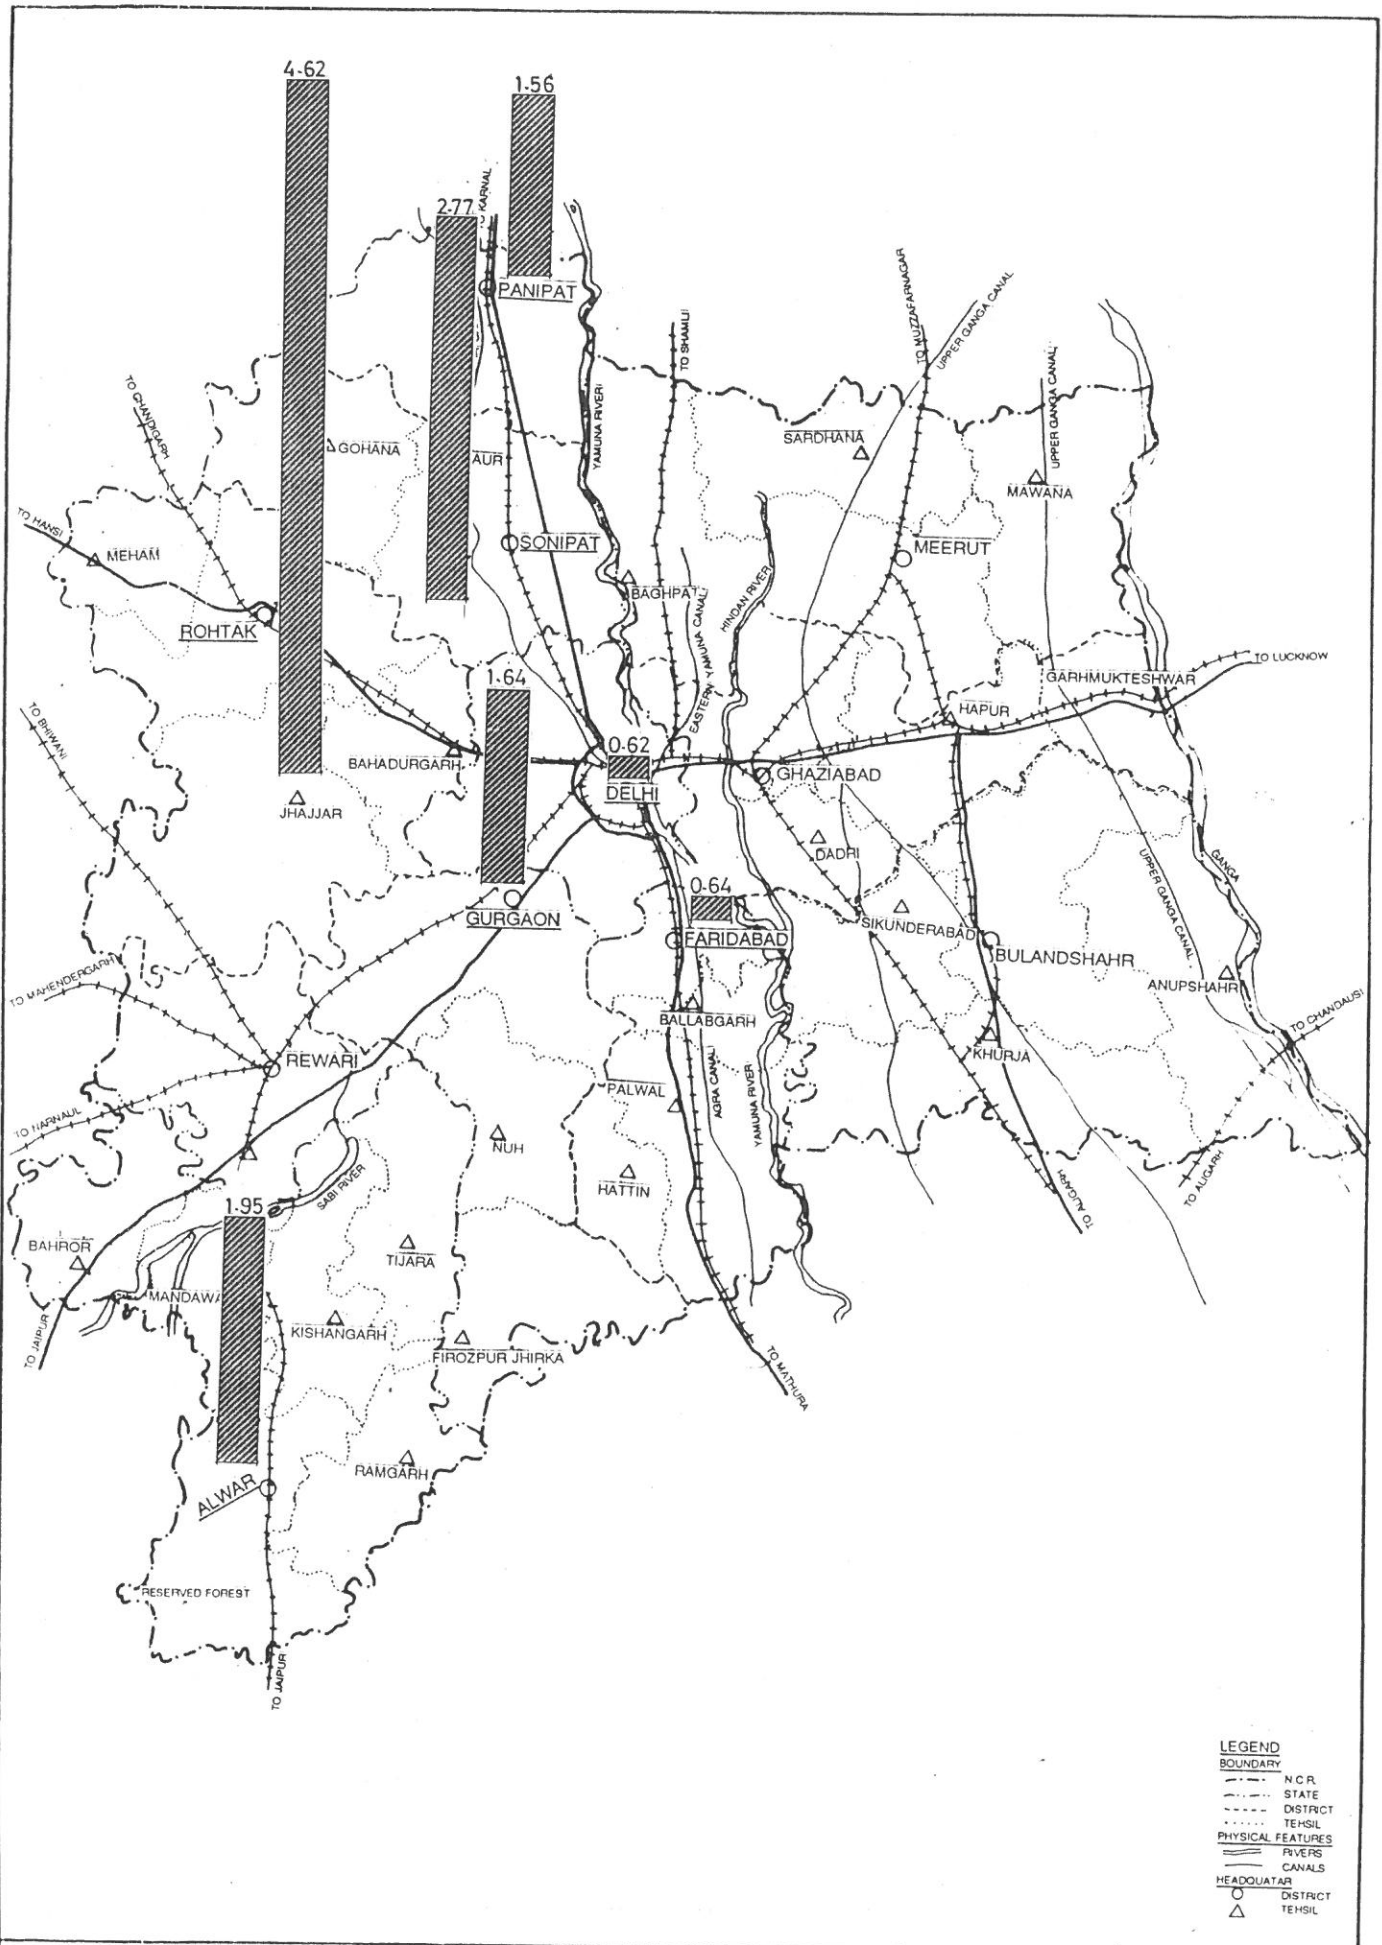 4-62
1-56
TO KARNAL
2-77
PANIPAT
TO MUZZAFARNAGAR
UPPER GANGA CANAL
TO SHAMLI
UPPER GANGA CANAL
TO CHANDIGARH
YAMUNA RIVER
GOHANA
AUR
SARDHANA
MAWANA
TO HANSI
MEHAM
SONIPAT
MEERUT
BAGHPAT
HINDAN RIVER
EASTERN YAMUNA CANAL
ROHTAK
TO LUCKNOW
GARHMUKTESHWAR
1-64
HAPUR
TO BHIWANI
0-62
BAHADURGARH
GHAZIABAD
DELHI
JHAJJAR
DADRI
UPPER GANGA CANAL
GANGA
0-64
GURGAON
SIKUNDERABAD
FARIDABAD
BULANDSHAHR
TO MAHENDERGARH
ANUPSHAHR
TO CHANDAUSI
BALLABGARH
KHURJA
REWARI
AGRA CANAL
YAMUNA RIVER
PALWAL
TO NARNAUL
NUH
SABI RIVER
HATTIN
TO ALIGARH
TO ALIGARH
1-95
BAHROR
TIJARA
MANDAWA
KISHANGARH
TO JAIPUR
FIROZPUR JHIRKA
TO MATHURA
RAMGARH
ALWAR
RESERVED FOREST
TO JAIPUR
LEGEND
BOUNDARY
N.C.R.
STATE
DISTRICT
TEHSIL
PHYSICAL FEATURES
RIVERS
CANALS
HEADQUATAR
DISTRICT
TEHSIL